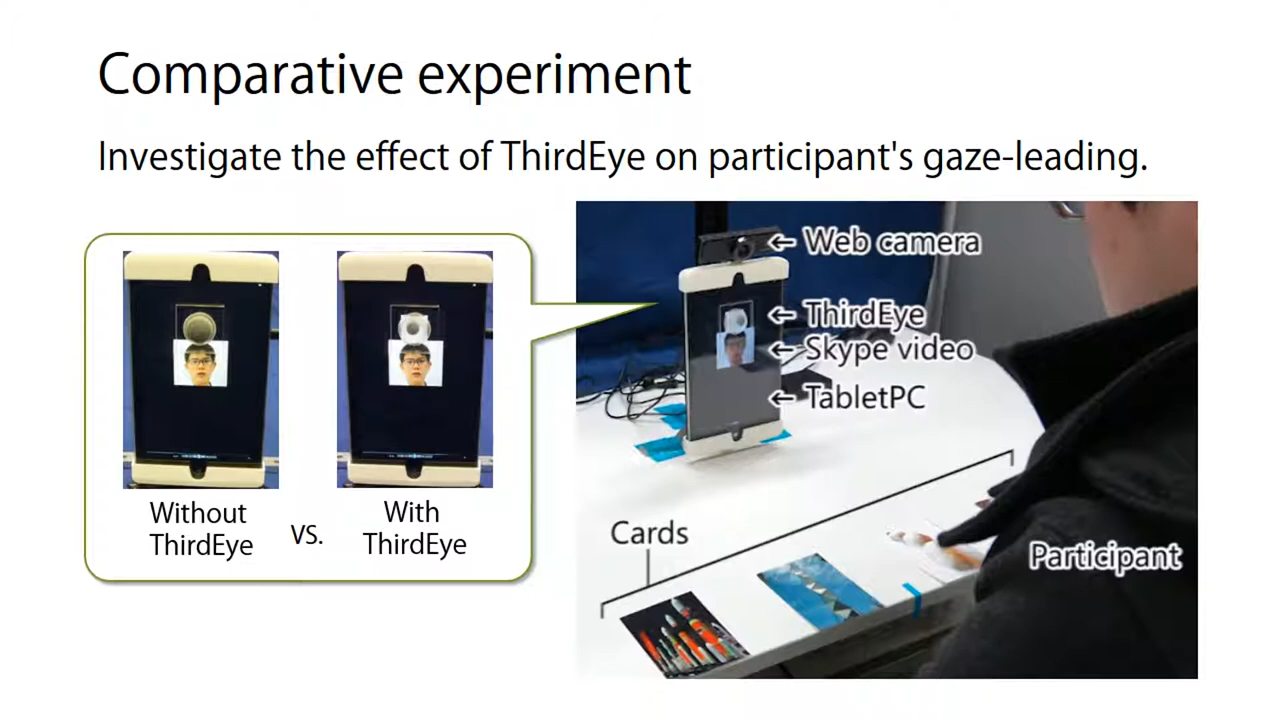 Comparative experiment
Investigate the effect of ThirdEye on participant's gaze-leading.
← Web camera
← ThirdEye
← Skype video
← TabletPC
Without
ThirdEye
vs.
With
ThirdEye
Cards
Participant